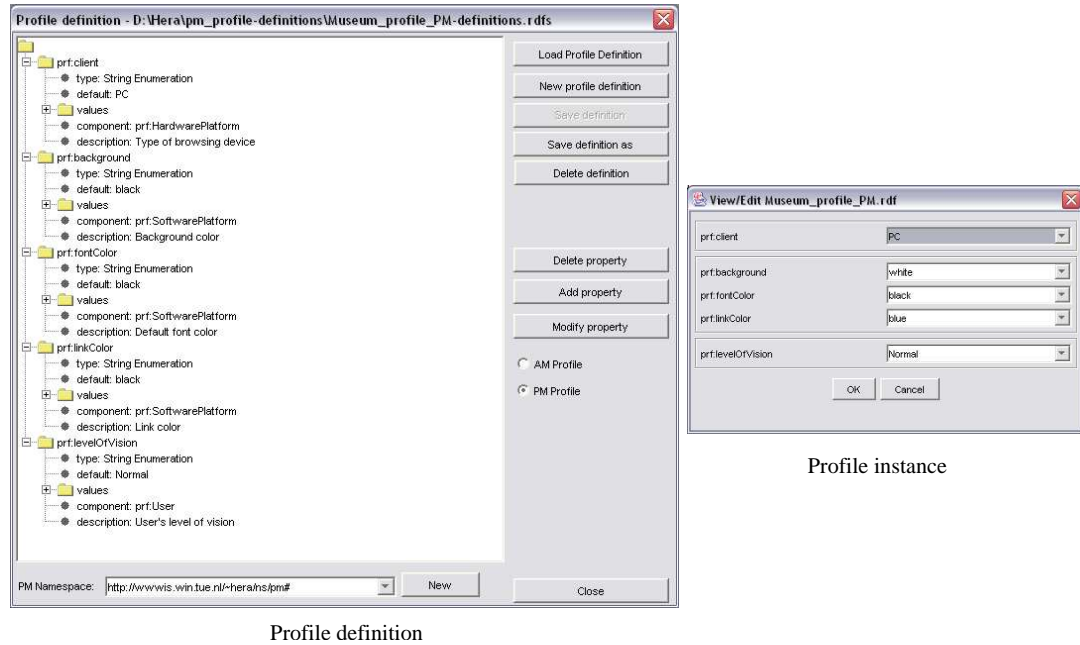 Profile definition - D:\Hera\pm_profile-definitions\Museum_profile_PM-definitions.rdfs
prf:client
type: String Enumeration
default: PC
values
component: prf:HardwarePlatform
description: Type of browsing device
prf:background
type: String Enumeration
default: black
values
component: prf:SoftwarePlatform
description: Background color
prf:fontColor
type: String Enumeration
default: black
values
component: prf:SoftwarePlatform
description: Default font color
prf:linkColor
type: String Enumeration
default: black
values
component: prf:SoftwarePlatform
description: Link color
prf:levelOfVision
type: String Enumeration
default: Normal
values
component: prf:User
description: User's level of vision
Load Profile Definition
New profile definition
Save definition
Save definition as
Delete definition
Delete property
Add property
Modify property
AM Profile
PM Profile
PM Namespace: http://wwwis.win.tue.nl/~hera/ns/pm# New
Close
Profile definition
View/Edit Museum_profile_PM.rdf
prf:client PC
prf:background white
prf:fontColor black
prf:linkColor blue
prf:levelOfVision Normal
OK Cancel
Profile instance